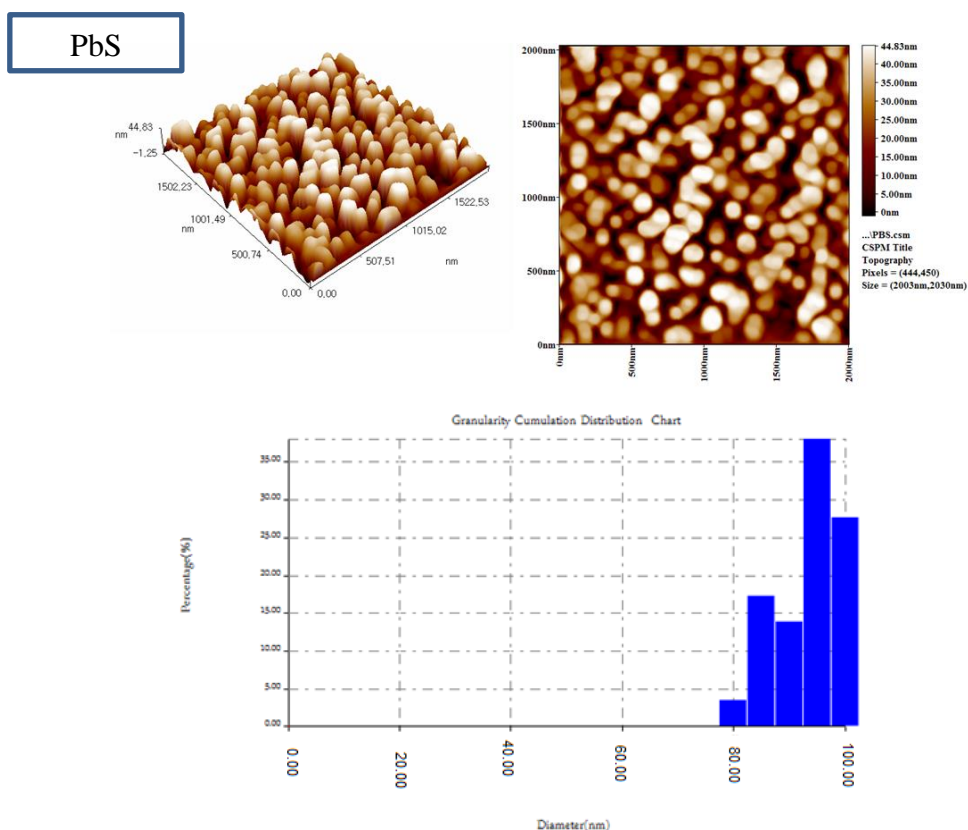 PbS
44,83
nm
-1,25
1502,23
1001,49
nm
500,74
0,00
0,00
507,51
1015,02
1522,53
nm
2000nm
1500nm
1000nm
500nm
0nm
0nm
500nm
1000nm
1500nm
2000nm
44.83nm
40.00nm
35.00nm
30.00nm
25.00nm
20.00nm
15.00nm
10.00nm
5.00nm
0nm
...\PBS.csm
CSPM Title
Topography
Pixels = (444,450)
Size = (2003nm,2030nm)
Granularity Cumulation Distribution Chart
Percentage(%)
35.00
30.00
25.00
20.00
15.00
10.00
5.00
0.00
0.00
20.00
40.00
60.00
80.00
100.00
Diameter(nm)